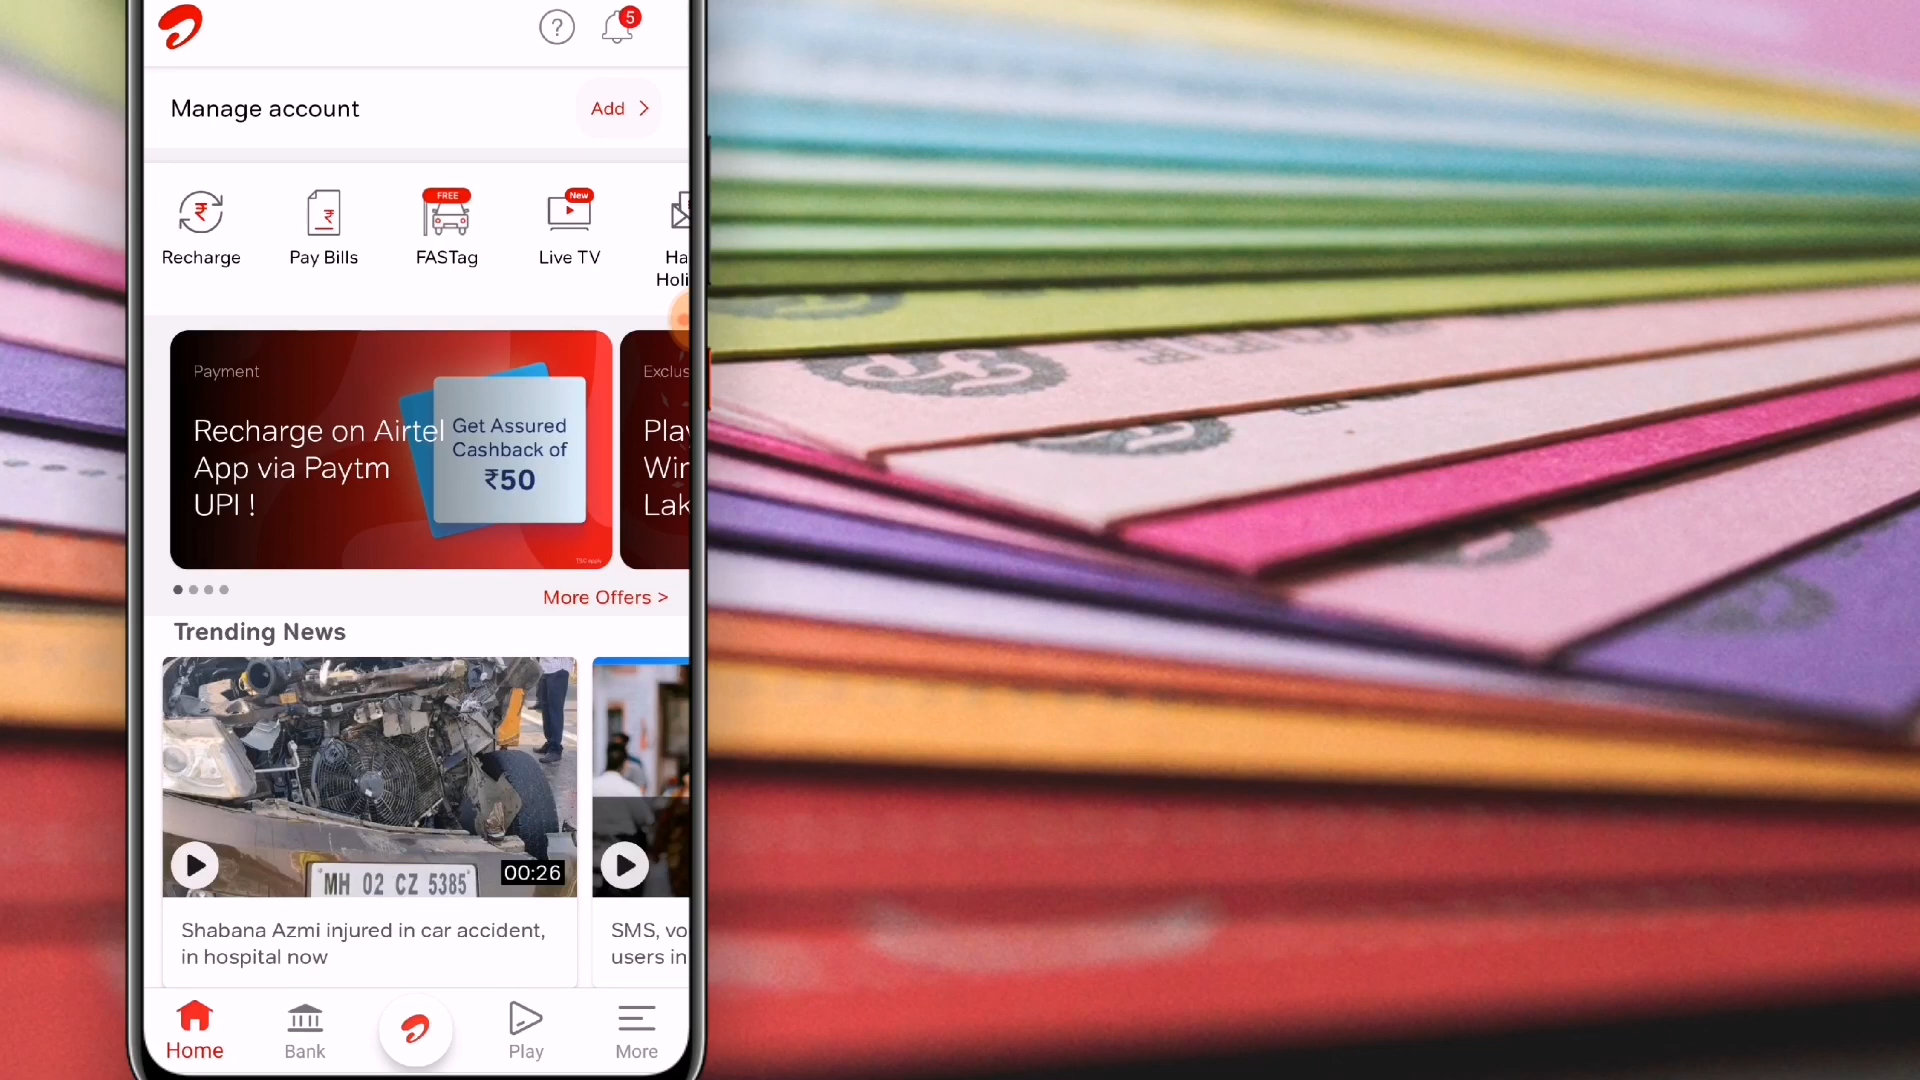 5
Manage account
Add >
FREE
New
Recharge
Pay Bills
FASTag
Live TV
Ha
Holi
Payment
Recharge on Airtel
App via Paytm
UPI !
Get Assured
Cashback of
₹50
Exclus
Play
Win
Lak
More Offers >
Trending News
MH 02 CZ 5385
00:26
Shabana Azmi injured in car accident,
in hospital now
SMS, vo
users in
Home
Bank
Play
More